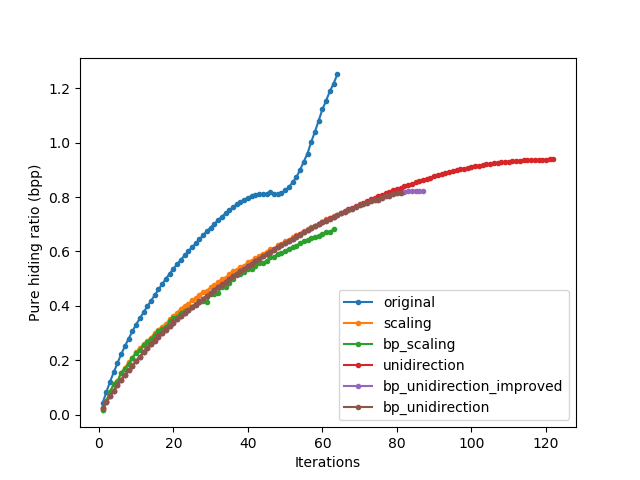 Pure hiding ratio (bpp)
1.2
1.0
0.8
0.6
0.4
0.2
0.0
original
scaling
bp_scaling
unidirection
bp_unidirection_improved
bp_unidirection
0 20 40 60 80 100 120
Iterations